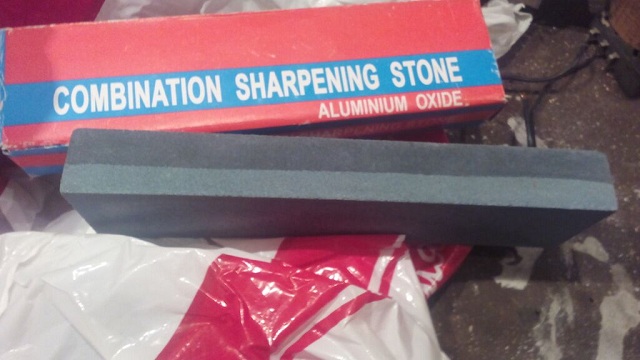 COMBINATION SHARPENING STONE
ALUMINIUM OXIDE